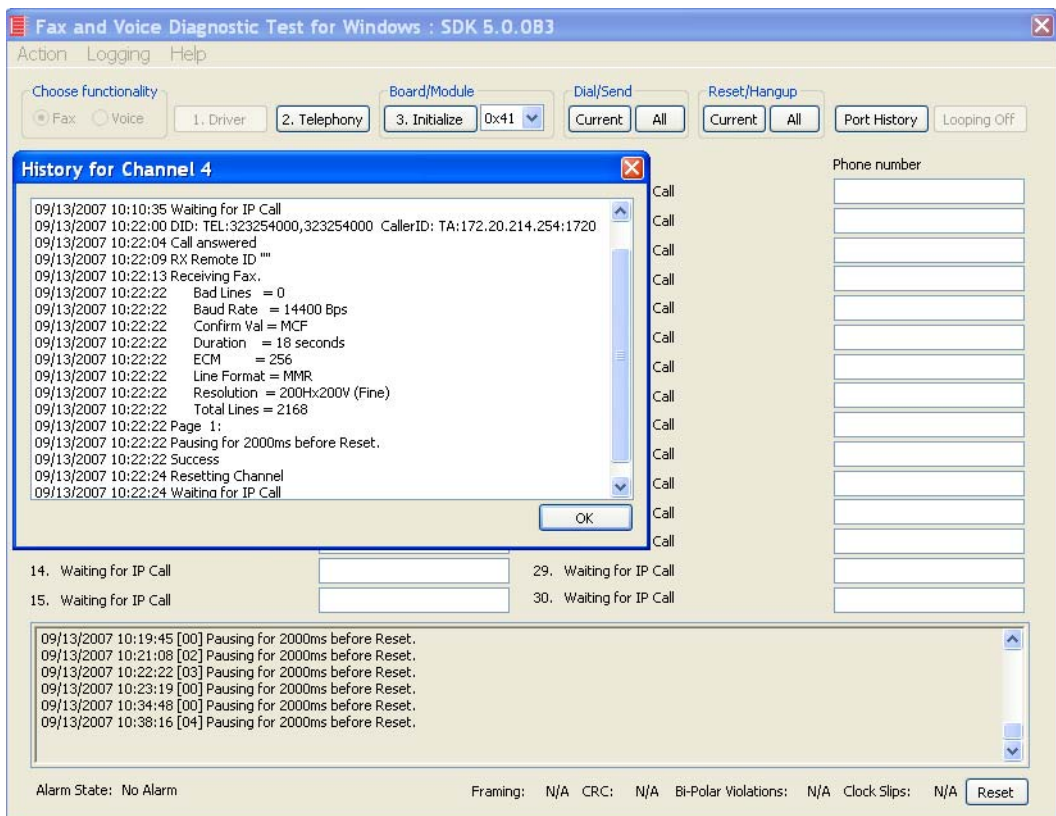 Fax and Voice Diagnostic Test for Windows : SDK 5.0.0B3
Action Logging Help
Choose functionality
Board/Module
Dial/Send
Reset/Hangup
Fax Voice 1. Driver 2. Telephony 3. Initialize 0x41 Current All Current All Port History Looping Off
Phone number
History for Channel 4
09/13/2007 10:10:35 Waiting for IP Call
09/13/2007 10:22:00 DID: TEL:323254000,323254000 CallerID: TA:172.20.214.254:1720
09/13/2007 10:22:04 Call answered
09/13/2007 10:22:09 RX Remote ID ""
09/13/2007 10:22:13 Receiving Fax.
09/13/2007 10:22:22 Bad Lines = 0
09/13/2007 10:22:22 Baud Rate = 14400 Bps
09/13/2007 10:22:22 Confirm Val = MCF
09/13/2007 10:22:22 Duration = 18 seconds
09/13/2007 10:22:22 ECM = 256
09/13/2007 10:22:22 Line Format = MMR
09/13/2007 10:22:22 Resolution = 200Hx200V (Fine)
09/13/2007 10:22:22 Total Lines = 2168
09/13/2007 10:22:22 Page 1:
09/13/2007 10:22:22 Pausing for 2000ms before Reset.
09/13/2007 10:22:22 Success
09/13/2007 10:22:24 Resetting Channel
09/13/2007 10:22:24 Waiting for IP Call
OK
Call
Call
Call
Call
Call
Call
Call
Call
Call
Call
Call
Call
Call
14. Waiting for IP Call
29. Waiting for IP Call
15. Waiting for IP Call
30. Waiting for IP Call
09/13/2007 10:19:45 [00] Pausing for 2000ms before Reset.
09/13/2007 10:21:08 [02] Pausing for 2000ms before Reset.
09/13/2007 10:22:22 [03] Pausing for 2000ms before Reset.
09/13/2007 10:23:19 [00] Pausing for 2000ms before Reset.
09/13/2007 10:34:48 [00] Pausing for 2000ms before Reset.
09/13/2007 10:38:16 [04] Pausing for 2000ms before Reset.
Alarm State: No Alarm
Framing: N/A CRC: N/A Bi-Polar Violations: N/A Clock Slips: N/A Reset